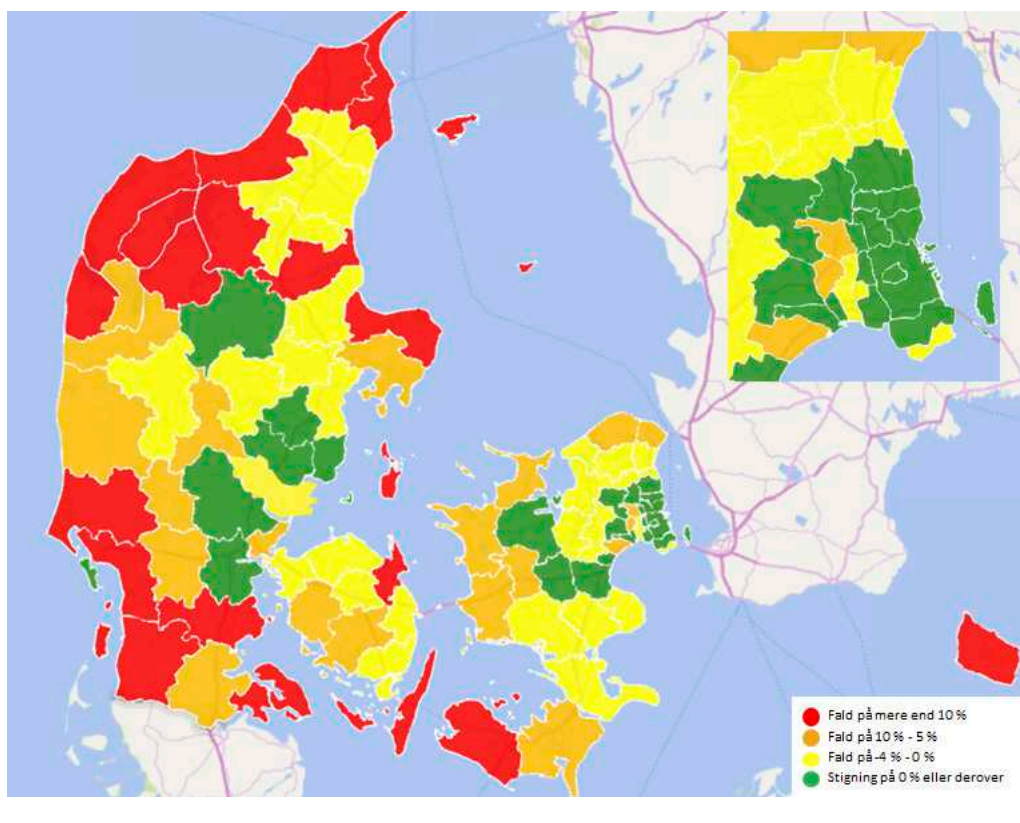 Fald på mere end 10 %
Fald på 10 % - 5 %
Fald på -4 % - 0 %
Stigning på 0 % eller derover